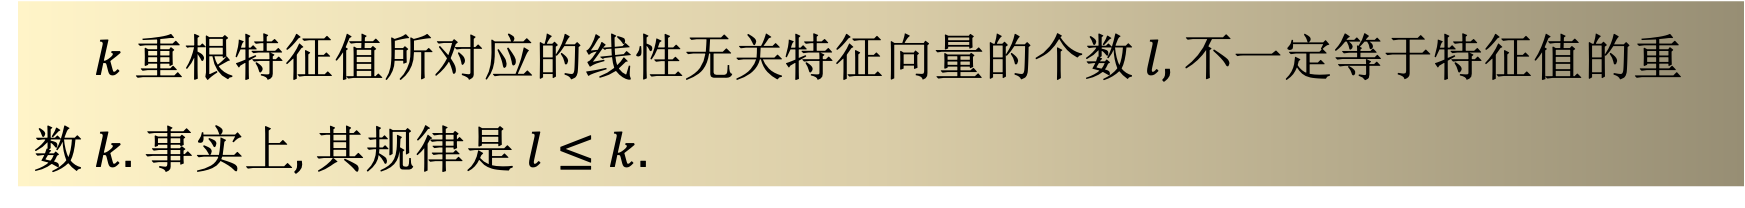 k 重根特征值所对应的线性无关特征向量的个数 l, 不一定等于特征值的重
数 k. 事实上, 其规律是 l ≤ k.